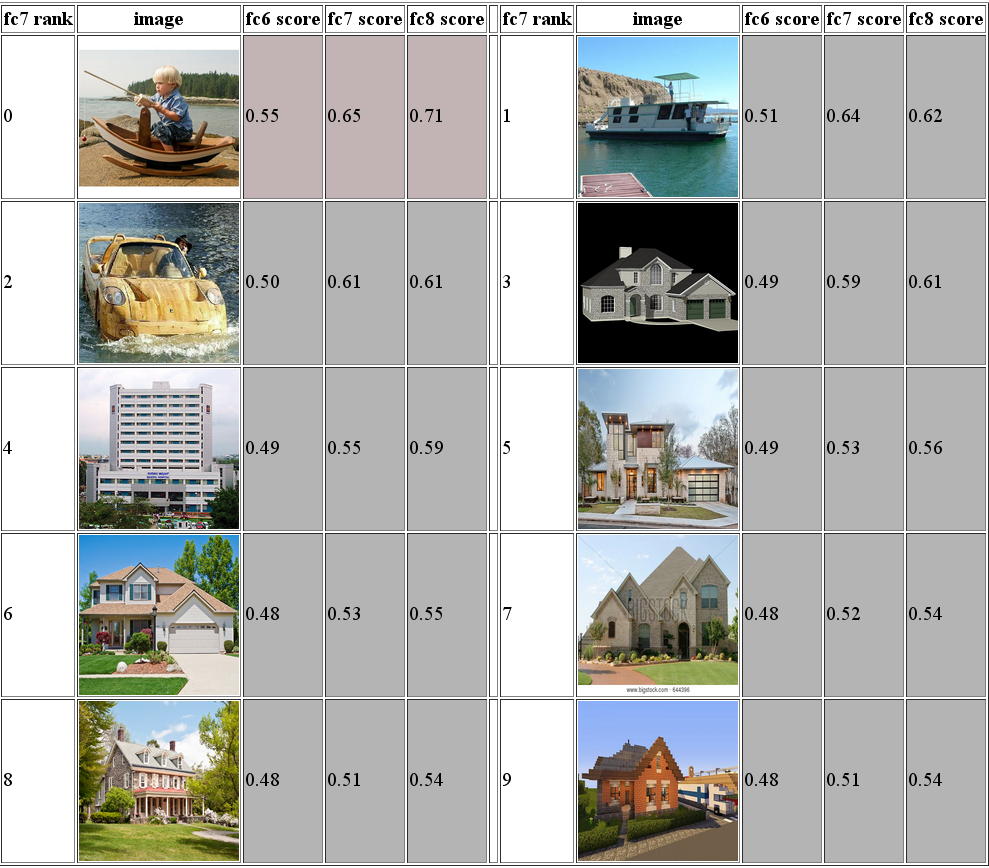 fc7 rank image fc6 score fc7 score fc8 score fc7 rank image fc6 score fc7 score fc8 score
0 0.55 0.65 0.71 1 0.51 0.64 0.62
2 0.50 0.61 0.61 3 0.49 0.59 0.61
4 0.49 0.55 0.59 5 0.49 0.53 0.56
6 0.48 0.53 0.55 7 BIGSTOCK 0.48 0.52 0.54
www.bigstock.com · 644396
8 0.48 0.51 0.54 9 0.48 0.51 0.54